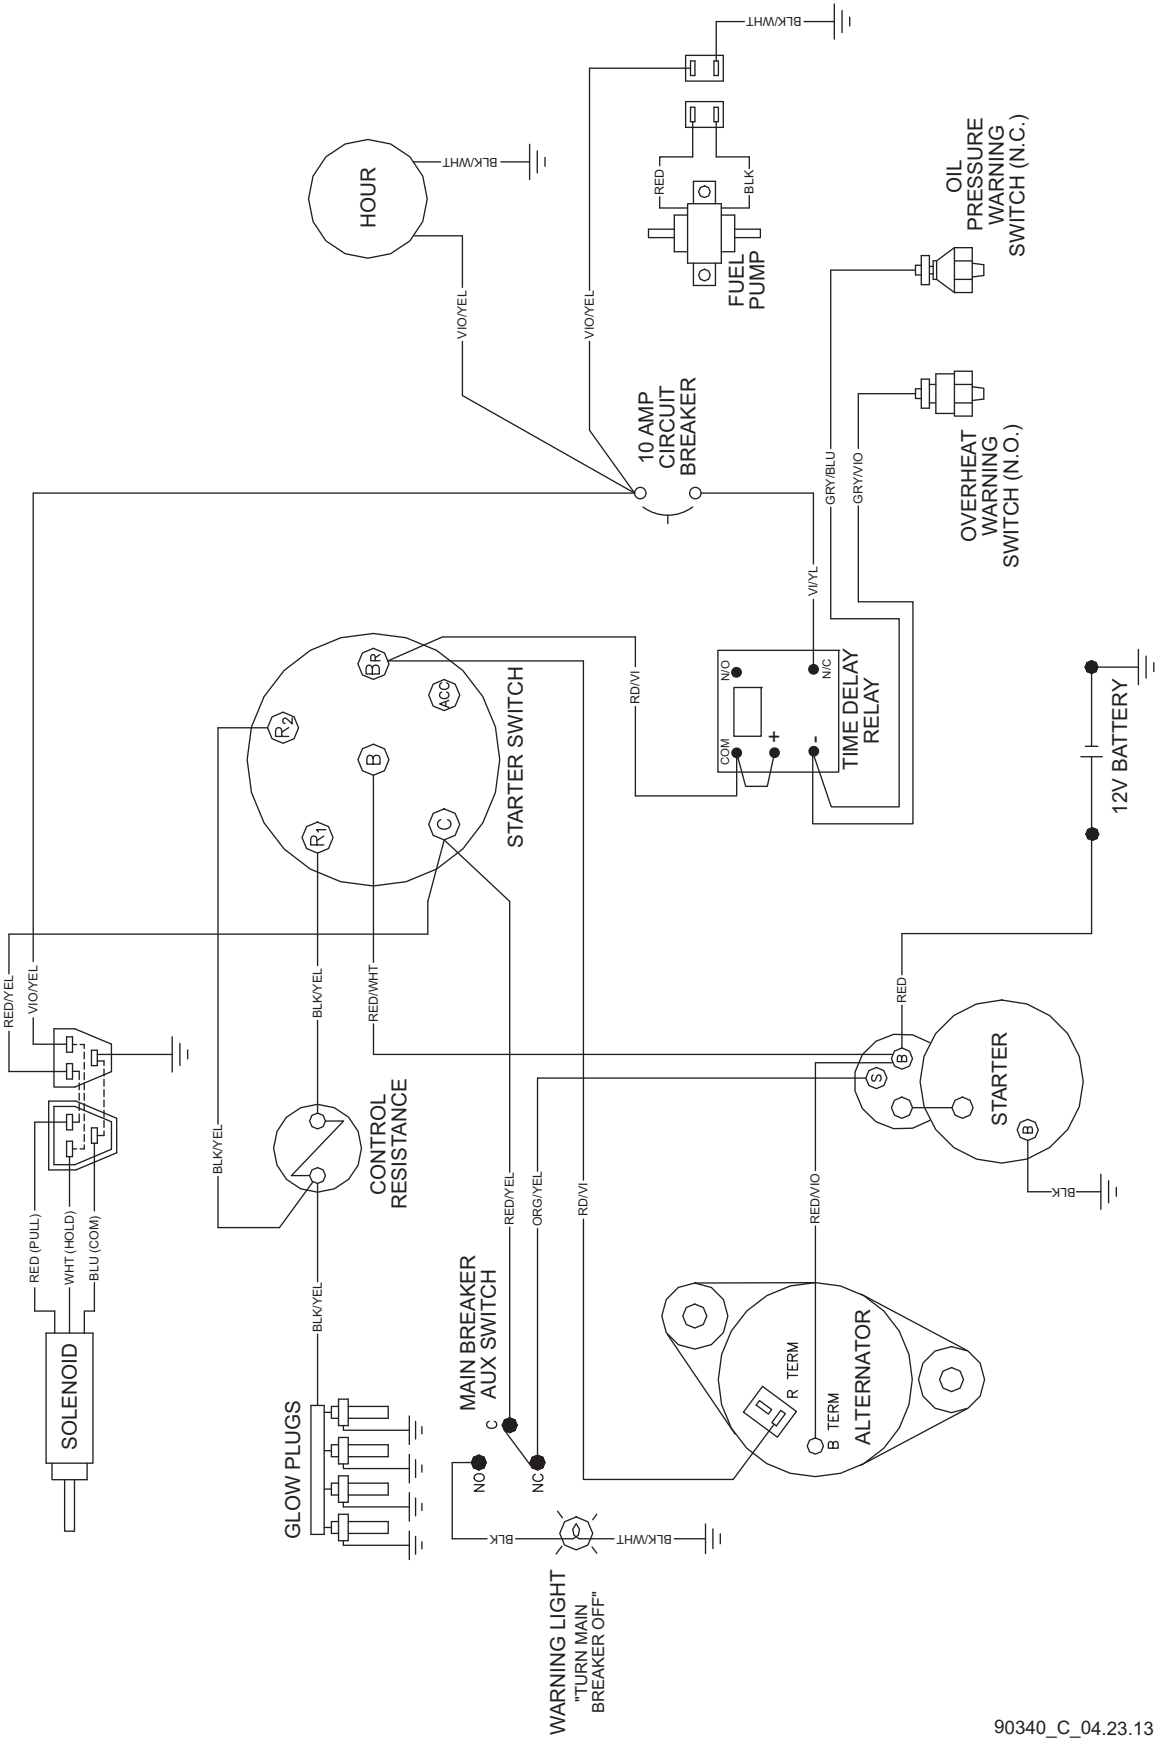 SOLENOID
RED (PULL)
WHT (HOLD)
BLU (COM)
RED/YEL
VIO/YEL
GLOW PLUGS
BLK/YEL
BLK/YEL
CONTROL
RESISTANCE
BLK/YEL
RED/WHT
R1
R2
B
BR
C
ACC
STARTER SWITCH
HOUR
BLK/WHT
VIO/YEL
VIO/YEL
BLK/WHT
RED
BLK
FUEL
PUMP
10 AMP
CIRCUIT
BREAKER
MAIN BREAKER
AUX SWITCH
C
NO
NC
RED/YEL
ORG/YEL
RD/VI
RD/VI
BLK
BLK/WHT
WARNING LIGHT
"TURN MAIN
BREAKER OFF"
COM
N/O
+
-
N/C
TIME DELAY
RELAY
VI/YL
GRY/BLU
GRY/VIO
OIL
PRESSURE
WARNING
SWITCH (N.C.)
OVERHEAT
WARNING
SWITCH (N.O.)
R TERM
B TERM
ALTERNATOR
RED/VIO
S
B
B
STARTER
BLK
RED
12V BATTERY
90340_C_04.23.13